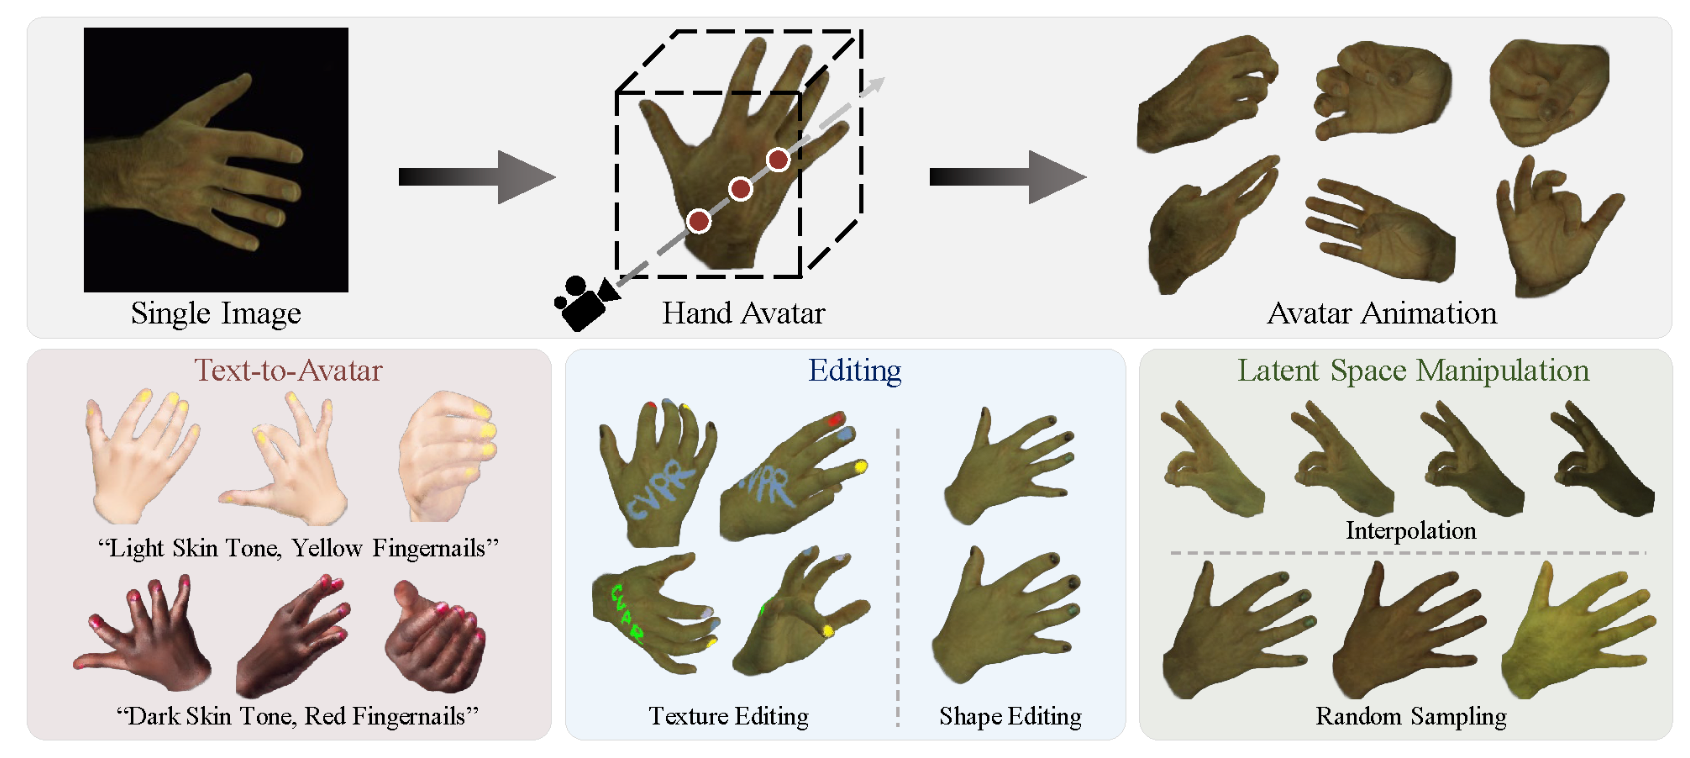 Single Image
Hand Avatar
Avatar Animation
Text-to-Avatar
“Light Skin Tone, Yellow Fingernails”
“Dark Skin Tone, Red Fingernails”
Editing
CVPR
VPR
CVPR
Texture Editing
Shape Editing
Latent Space Manipulation
Interpolation
Random Sampling